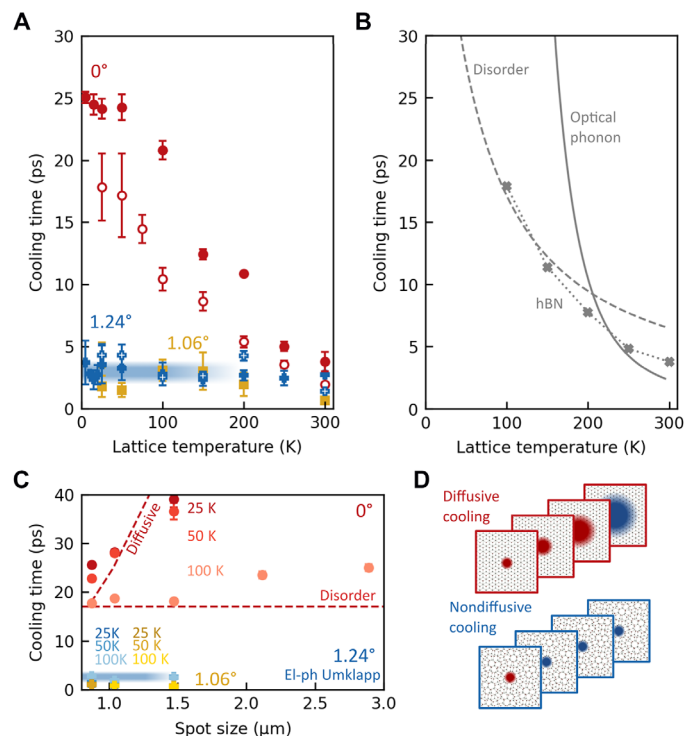 A
B
30
25
20
15
10
5
0
Cooling time (ps)
0°
1.24°
1.06°
0
100
200
300
Lattice temperature (K)
30
25
20
15
10
5
0
Cooling time (ps)
Disorder
Optical
phonon
hBN
0
100
200
300
Lattice temperature (K)
C
D
40
30
20
10
0
Cooling time (ps)
Diffusive
25 K
50 K
100 K
0°
Disorder
25K 25 K
50K 50 K
100K 100 K
1.24°
1.06°
El-ph Umklapp
1.0
1.5
2.0
2.5
3.0
Spot size (μm)
Diffusive
cooling
Nondiffusive
cooling